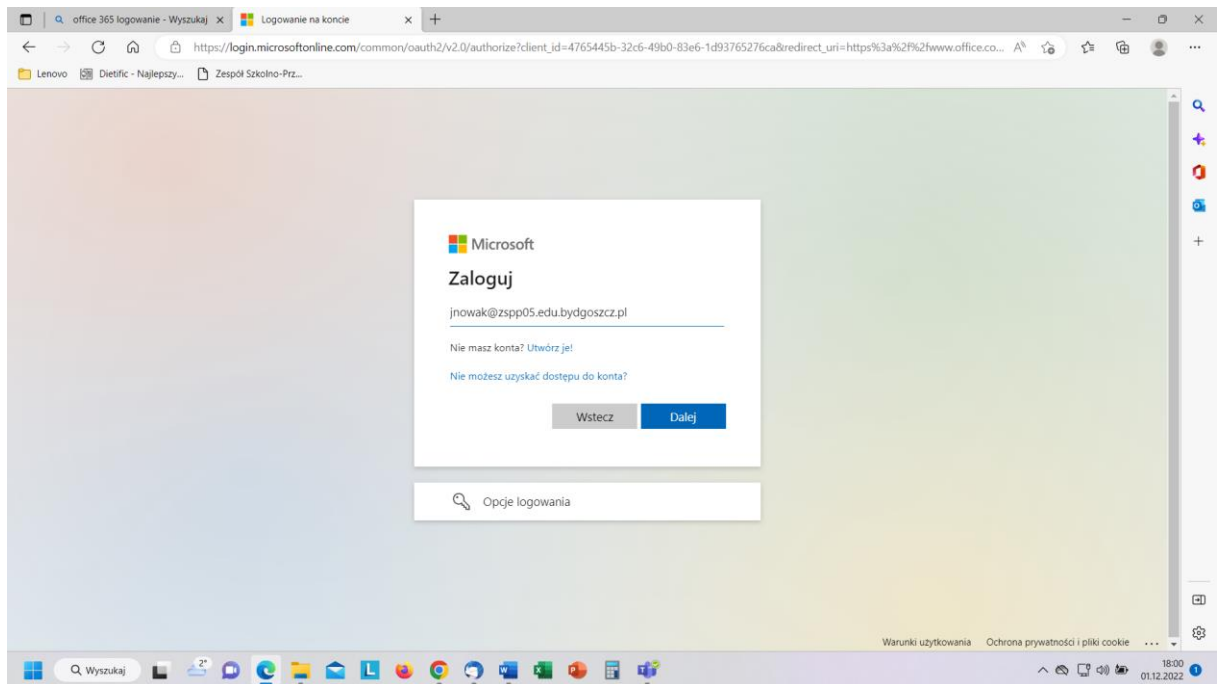 office 365 logowanie - Wyszukaj
Logowanie na koncie
https://login.microsoftonline.com/common/oauth2/v2.0/authorize?client_id=4765445b-32c6-49b0-83e6-1d93765276ca&redirect_uri=https%3a%2f%2fwww.office.co...
Lenovo Dietific - Najlepszy... Zespół Szkolno-Prz...
Microsoft
Zaloguj
jnowak@zspp05.edu.bydgoszcz.pl
Nie masz konta? Utwórz je!
Nie możesz uzyskać dostępu do konta?
Wstecz Dalej
Opcje logowania
Warunki użytkowania Ochrona prywatności i pliki cookie ...
Wyszukaj 2° 18:00
01.12.2022 1